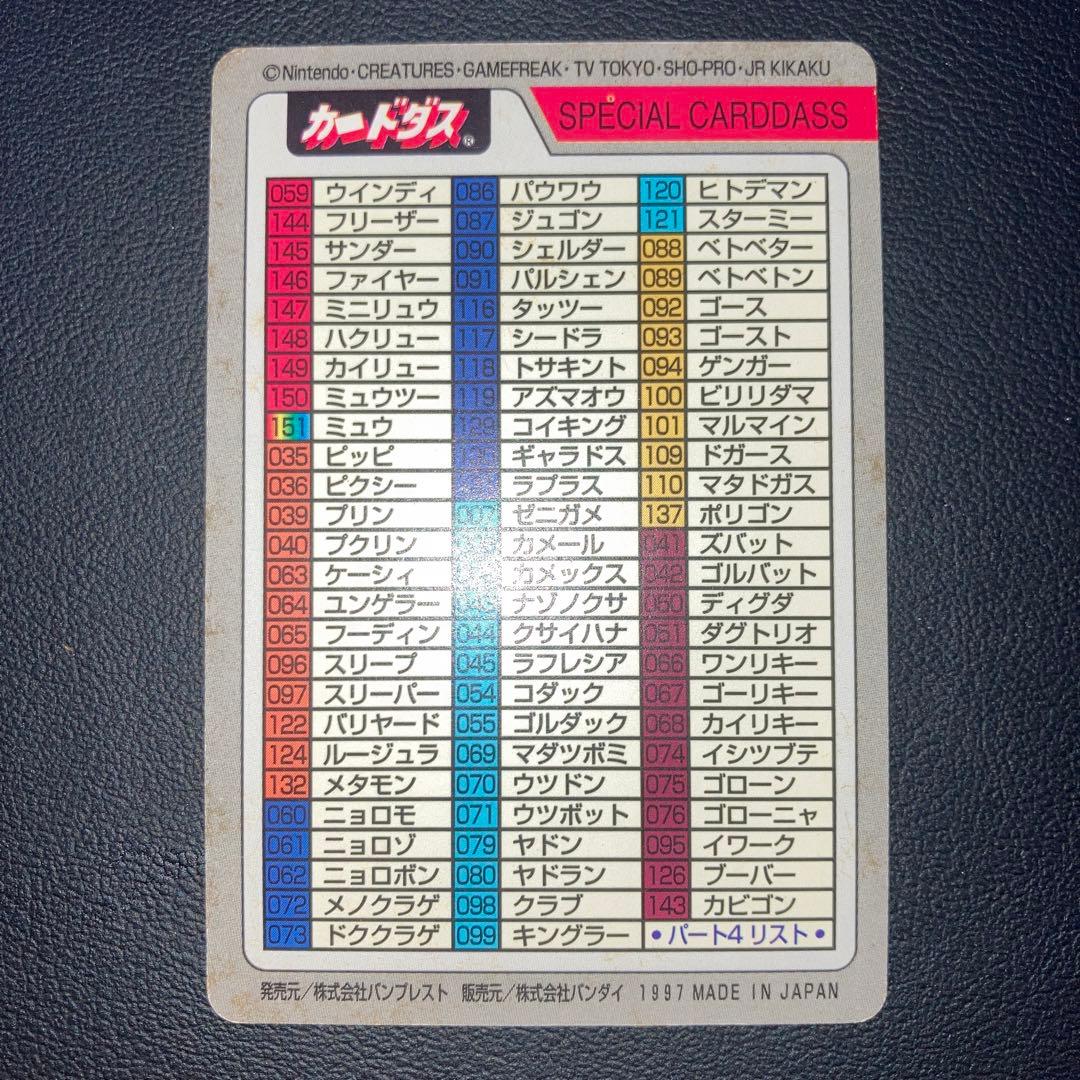 ©Nintendo・CREATURES・GAMEFREAK・TV TOKYO・SHO-PRO・JR KIKAKU
カードダス® SPECIAL CARDDASS
059 ウインディ 086 パウワウ 120 ヒトデマン
144 フリーザー 087 ジュゴン 121 スターミー
145 サンダー 090 シェルダー 088 ベトベター
146 ファイヤー 091 パルシェン 089 ベトベトン
147 ミニリュウ 116 タッツー 092 ゴース
148 ハクリュー 117 シードラ 093 ゴースト
149 カイリュー 118 トサキント 094 ゲンガー
150 ミュウツー 119 アズマオウ 100 ビリリダマ
151 ミュウ 129 コイキング 101 マルマイン
035 ピッピ ギャラドス 109 ドガース
036 ピクシー ラプラス 110 マタドガス
039 プリン 007 ゼニガメ 137 ポリゴン
040 プクリン カメール 041 ズバット
063 ケーシィ カメックス 042 ゴルバット
064 ユンゲラー 043 ナゾノクサ 050 ディグダ
065 フーディン 044 クサイハナ 051 ダグトリオ
096 スリープ 045 ラフレシア 066 ワンリキー
097 スリーパー 054 コダック 067 ゴーリキー
122 バリヤード 055 ゴルダック 068 カイリキー
124 ルージュラ 069 マダツボミ 074 イシツブテ
132 メタモン 070 ウツドン 075 ゴローン
060 ニョロモ 071 ウツボット 076 ゴローニャ
061 ニョロゾ 079 ヤドン 095 イワーク
062 ニョロボン 080 ヤドラン 126 ブーバー
072 メノクラゲ 098 クラブ 143 カビゴン
073 ドククラゲ 099 キングラー •パート4 リスト•
発売元／株式会社バンプレスト 販売元／株式会社バンダイ 1997 MADE IN JAPAN